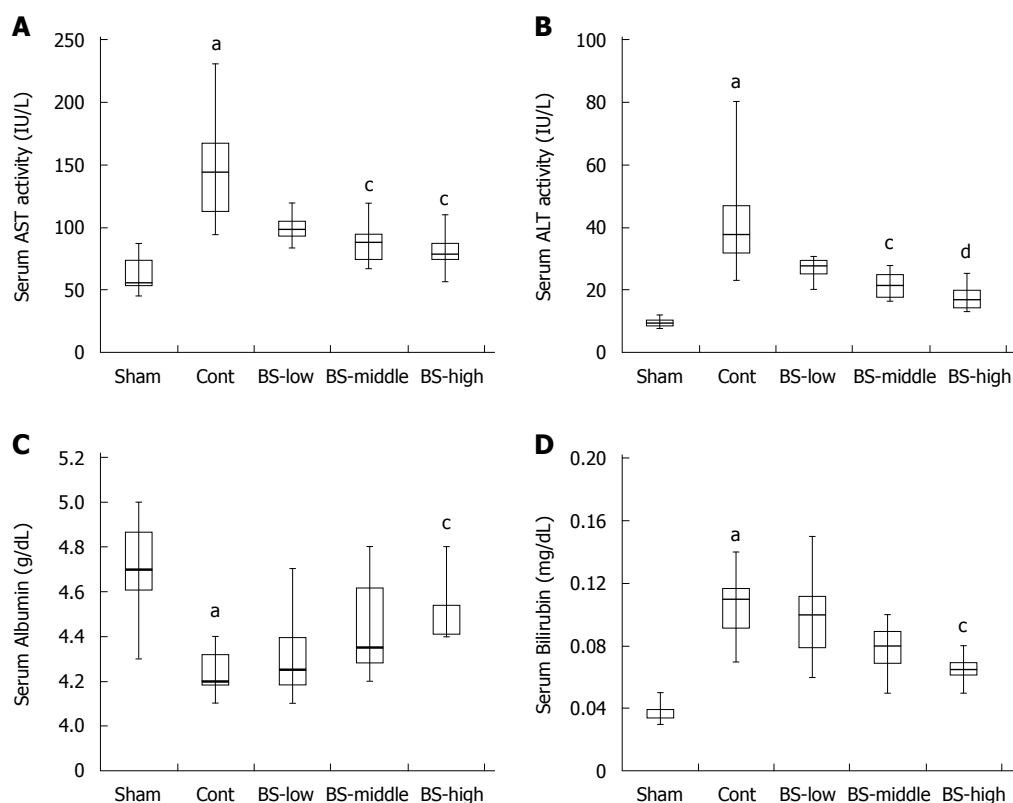 A
Serum AST activity (IU/L)
250
200
150
100
50
0
a
c
c
Sham Cont BS-low BS-middle BS-high
B
Serum ALT activity (IU/L)
100
80
60
40
20
0
a
c
d
Sham Cont BS-low BS-middle BS-high
C
Serum Albumin (g/dL)
5.2
5.0
4.8
4.6
4.4
4.2
4.0
0
a
c
Sham Cont BS-low BS-middle BS-high
D
Serum Bilirubin (mg/dL)
0.20
0.16
0.12
0.08
0.04
0
a
c
Sham Cont BS-low BS-middle BS-high